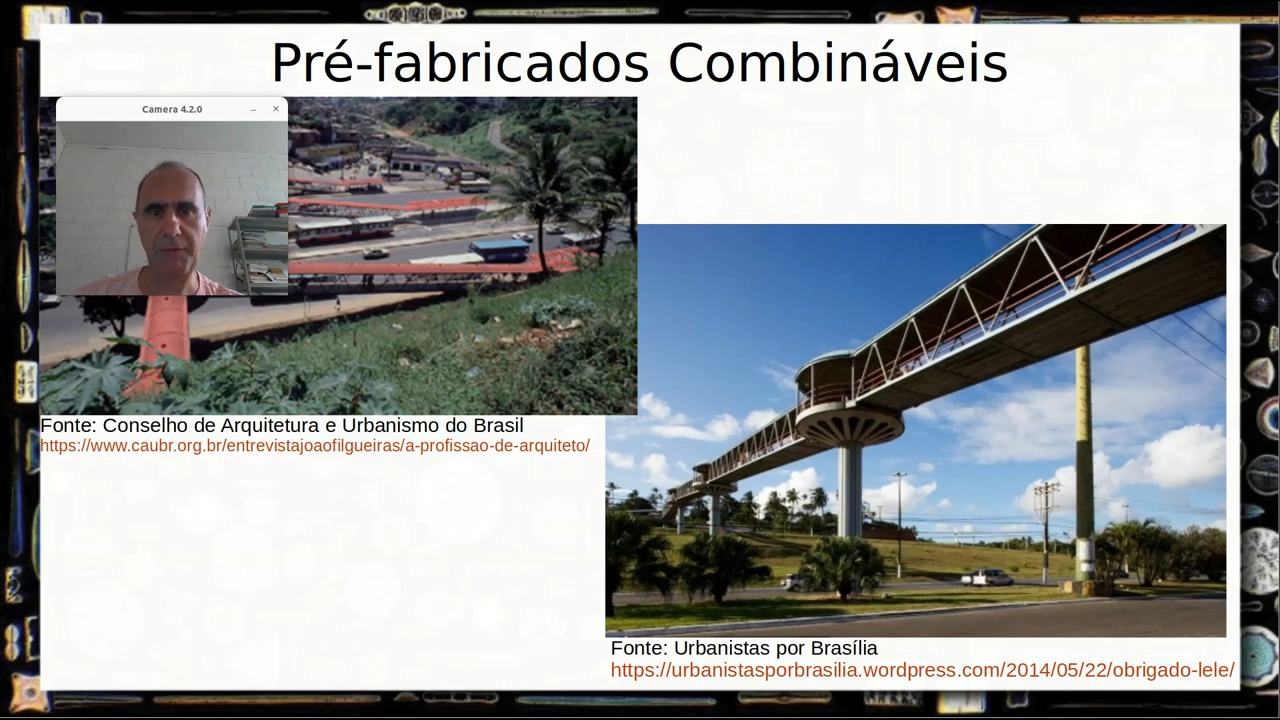 Pré-fabricados Combináveis
Camera 4.2.0
Fonte: Conselho de Arquitetura e Urbanismo do Brasil
https://www.caubr.org.br/entrevistajoaofilgueiras/a-profissao-de-arquiteto/
Fonte: Urbanistas por Brasília
https://urbanistasporbrasilia.wordpress.com/2014/05/22/obrigado-lele/